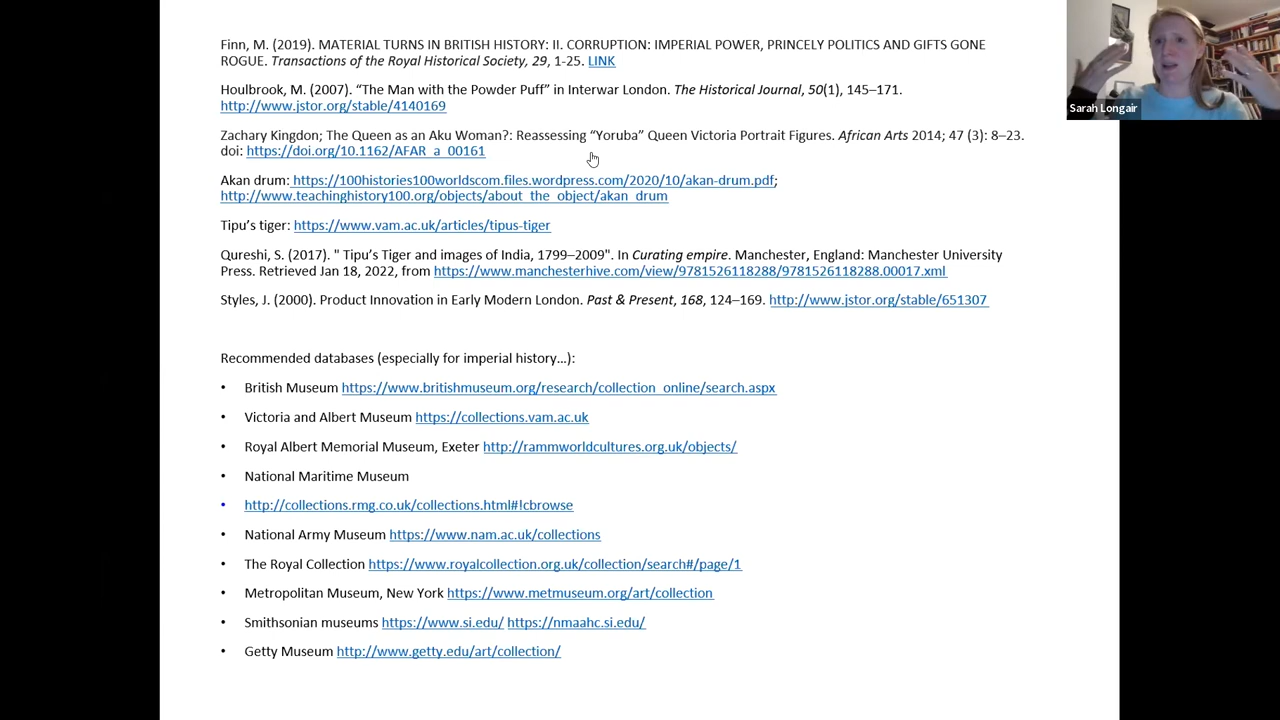 Finn, M. (2019). MATERIAL TURNS IN BRITISH HISTORY: II. CORRUPTION: IMPERIAL POWER, PRINCELY POLITICS AND GIFTS GONE
ROGUE. Transactions of the Royal Historical Society, 29, 1-25. LINK
Houlbrook, M. (2007). “The Man with the Powder Puff” in Interwar London. The Historical Journal, 50(1), 145–171.
http://www.jstor.org/stable/4140169
Zachary Kingdon; The Queen as an Aku Woman?: Reassessing “Yoruba” Queen Victoria Portrait Figures. African Arts 2014; 47 (3): 8–23.
doi: https://doi.org/10.1162/AFAR_a_00161
Akan drum: https://100histories100worldscom.files.wordpress.com/2020/10/akan-drum.pdf;
http://www.teachinghistory100.org/objects/about_the_object/akan_drum
Tipu’s tiger: https://www.vam.ac.uk/articles/tipus-tiger
Qureshi, S. (2017). " Tipu’s Tiger and images of India, 1799–2009". In Curating empire. Manchester, England: Manchester University
Press. Retrieved Jan 18, 2022, from https://www.manchesterhive.com/view/9781526118288/9781526118288.00017.xml
Styles, J. (2000). Product Innovation in Early Modern London. Past & Present, 168, 124–169. http://www.jstor.org/stable/651307
Recommended databases (especially for imperial history…):
• British Museum https://www.britishmuseum.org/research/collection_online/search.aspx
• Victoria and Albert Museum https://collections.vam.ac.uk
• Royal Albert Memorial Museum, Exeter http://rammworldcultures.org.uk/objects/
• National Maritime Museum
• http://collections.rmg.co.uk/collections.html#!cbrowse
• National Army Museum https://www.nam.ac.uk/collections
• The Royal Collection https://www.royalcollection.org.uk/collection/search#/page/1
• Metropolitan Museum, New York https://www.metmuseum.org/art/collection
• Smithsonian museums https://www.si.edu/ https://nmaahc.si.edu/
• Getty Museum http://www.getty.edu/art/collection/
Sarah Longair